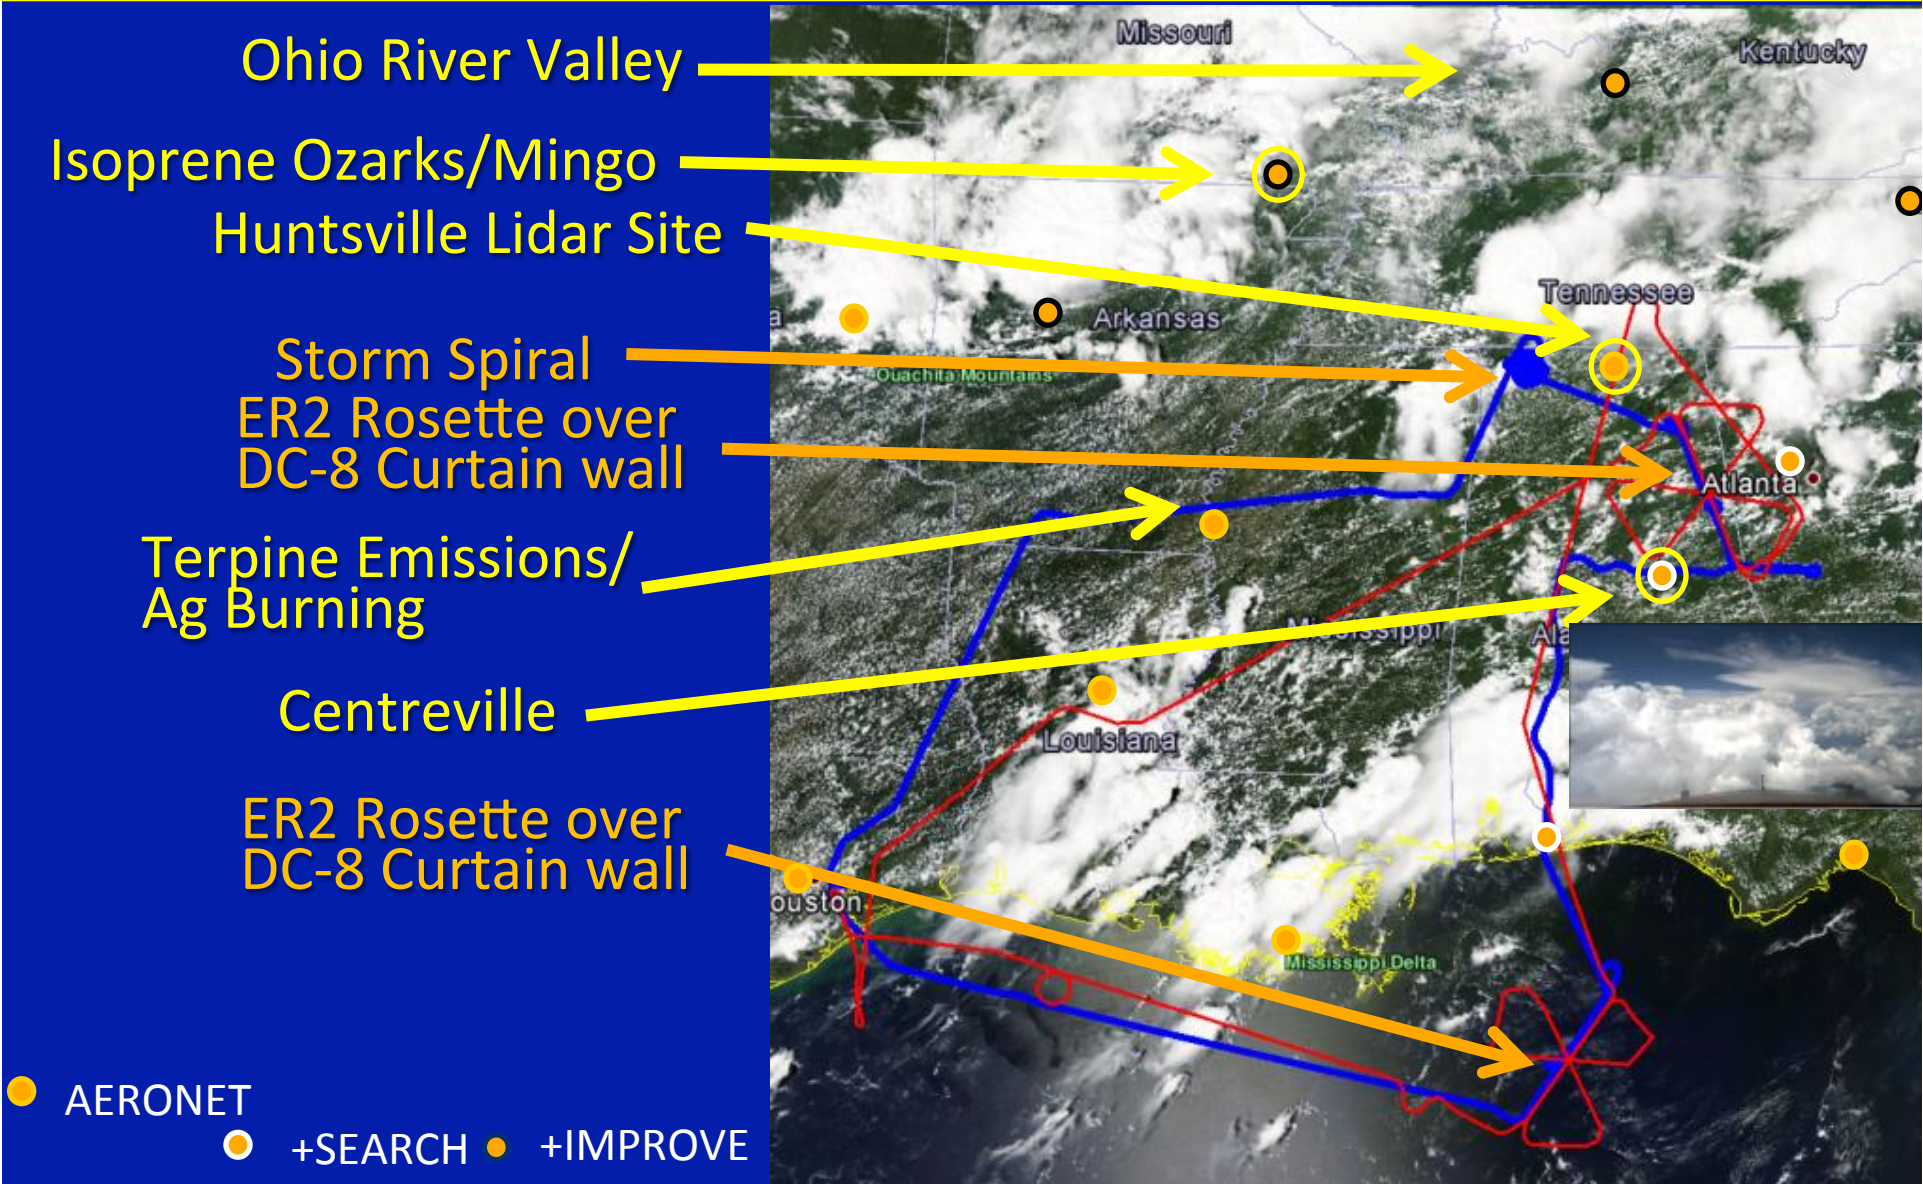 Ohio River Valley
Isoprene Ozarks/Mingo
Huntsville Lidar Site
Storm Spiral
ER2 Rosette over
DC-8 Curtain wall
Terpine Emissions/
Ag Burning
Centreville
ER2 Rosette over
DC-8 Curtain wall
AERONET
+SEARCH
+IMPROVE
Missouri
Kentucky
Tennessee
a
Arkansas
Ouachita Mountains
Atlanta
Mississippi
Ala
Louisiana
ouston
Mississippi Delta